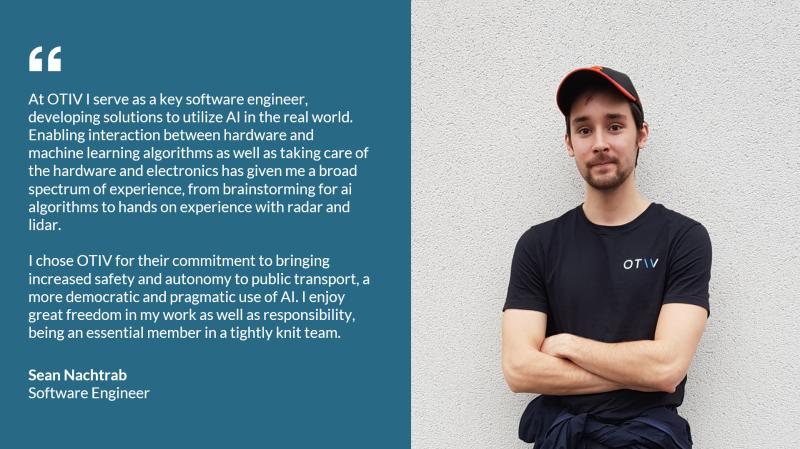 “
At OTIV I serve as a key software engineer,
developing solutions to utilize AI in the real world.
Enabling interaction between hardware and
machine learning algorithms as well as taking care of
the hardware and electronics has given me a broad
spectrum of experience, from brainstorming for ai
algorithms to hands on experience with radar and
lidar.
I chose OTIV for their commitment to bringing
increased safety and autonomy to public transport, a
more democratic and pragmatic use of AI. I enjoy
great freedom in my work as well as responsibility,
being an essential member in a tightly knit team.
Sean Nachtrab
Software Engineer
OTIV